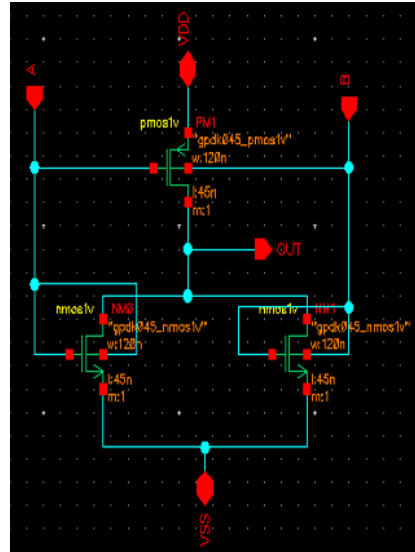 A
VDD
B
pmos1v
PM1
"gpdk045_pmos1v"
w:120n
l:45n
m:1
OUT
nmos1v
NM0
"gpdk045_nmos1v"
w:120n
l:45n
m:1
nmos1v
NM1
"gpdk045_nmos1v"
w:120n
l:45n
m:1
VSS